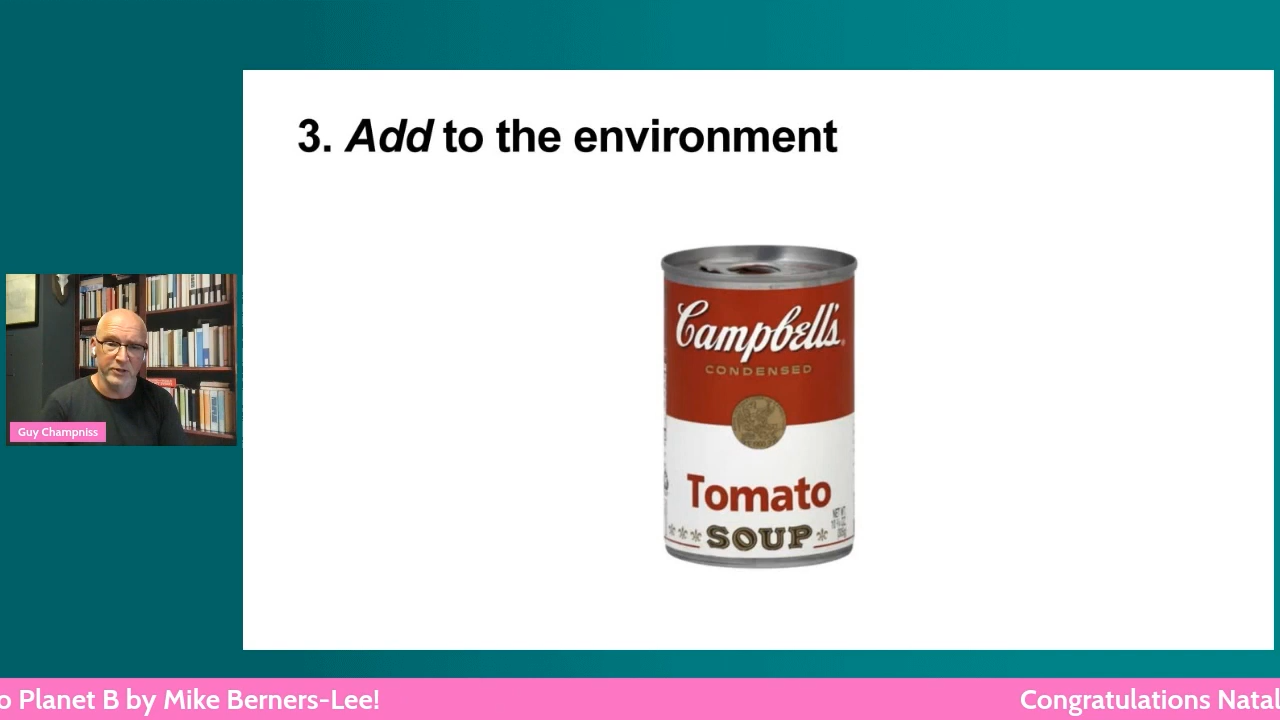 3. Add to the environment
Campbell's
CONDENSED
Tomato
SOUP
Guy Champniss
o Planet B by Mike Berners-Lee!
Congratulations Natal